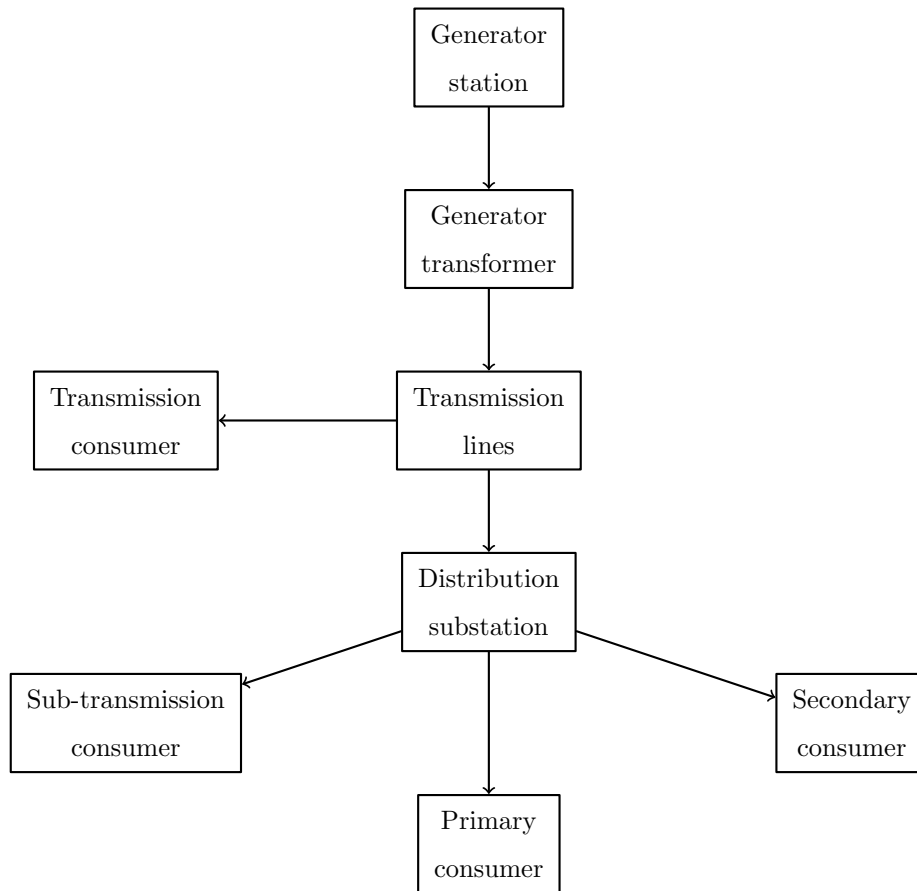 Generator
station
Generator
transformer
Transmission
consumer
Transmission
lines
Distribution
substation
Sub-transmission
consumer
Secondary
consumer
Primary
consumer